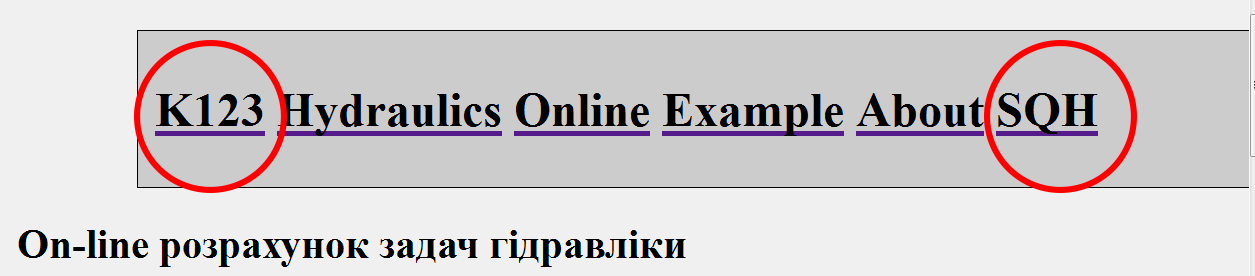 K123 Hydraulics Online Example About SQH
On-line розрахунок задач гідравліки